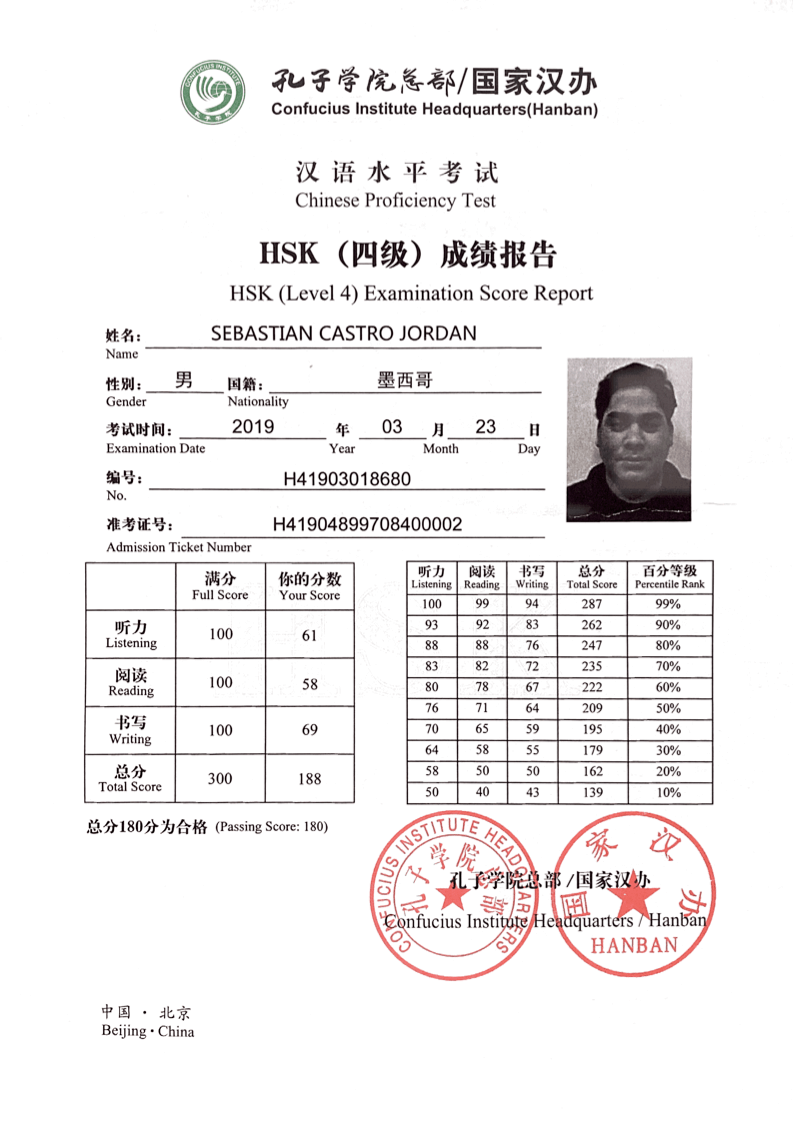 CONFUCIUS INSTITUTE
孔子学院
孔子学院总部/国家汉办
Confucius Institute Headquarters(Hanban)
汉语水平考试
Chinese Proficiency Test
HSK（四级）成绩报告
HSK (Level 4) Examination Score Report
姓名: SEBASTIAN CASTRO JORDAN
Name
性别: 男 国籍: 墨西哥
Gender Nationality
考试时间: 2019 年 03 月 23 日
Examination Date Year Month Day
编号: H41903018680
No.
准考证号: H41904899708400002
Admission Ticket Number
满分 你的分数
Full Score Your Score
听力 100 61
Listening
阅读 100 58
Reading
书写 100 69
Writing
总分 300 188
Total Score
听力 阅读 书写 总分 百分等级
Listening Reading Writing Total Score Percentile Rank
100 99 94 287 99%
93 92 83 262 90%
88 88 76 247 80%
83 82 72 235 70%
80 78 67 222 60%
76 71 64 209 50%
70 65 59 195 40%
64 58 55 179 30%
58 50 50 162 20%
50 40 43 139 10%
总分180分为合格 (Passing Score: 180)
CONFUCIUS INSTITUTE HEADQUARTERS
孔子学院总部
国家汉办
HANBAN
孔子学院总部/国家汉办
Confucius Institute Headquarters / Hanban
中国·北京
Beijing·China